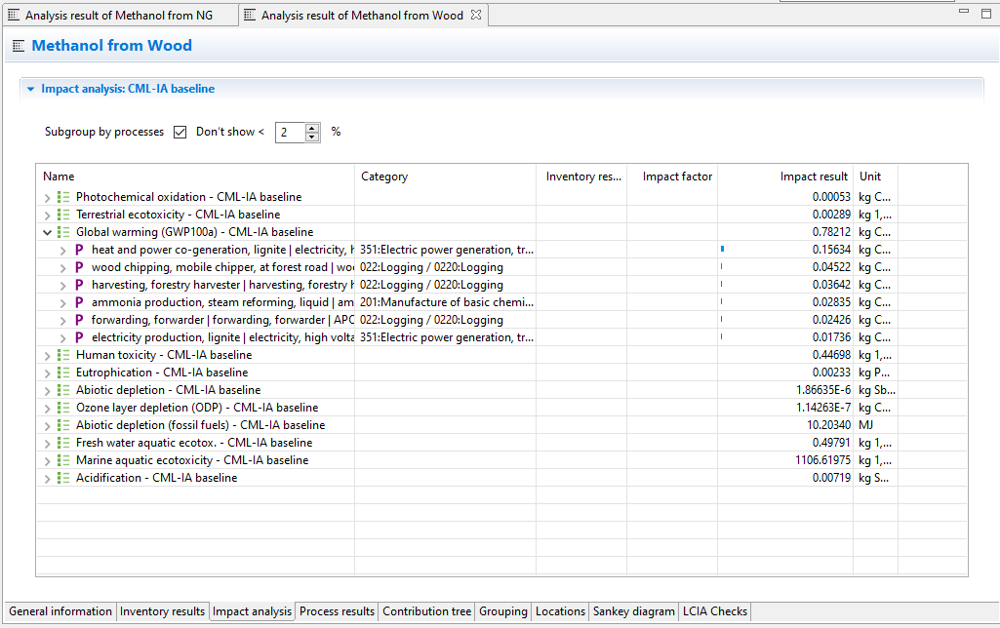 Analysis result of Methanol from NG Analysis result of Methanol from Wood
Methanol from Wood
Impact analysis: CML-IA baseline
Subgroup by processes Don't show < 2 %
Name Category Inventory res... Impact factor Impact result Unit
Photochemical oxidation - CML-IA baseline 0.00053 kg C...
Terrestrial ecotoxicity - CML-IA baseline 0.00289 kg 1,...
Global warming (GWP100a) - CML-IA baseline 0.78212 kg C...
P heat and power co-generation, lignite | electricity, h 351:Electric power generation, tr... 0.15634 kg C...
P wood chipping, mobile chipper, at forest road | woo 022:Logging / 0220:Logging 0.04522 kg C...
P harvesting, forestry harvester | harvesting, forestry h 022:Logging / 0220:Logging 0.03642 kg C...
P ammonia production, steam reforming, liquid | am 201:Manufacture of basic chemi... 0.02835 kg C...
P forwarding, forwarder | forwarding, forwarder | APC 022:Logging / 0220:Logging 0.02426 kg C...
P electricity production, lignite | electricity, high volta 351:Electric power generation, tr... 0.01736 kg C...
Human toxicity - CML-IA baseline 0.44698 kg 1,...
Eutrophication - CML-IA baseline 0.00233 kg P...
Abiotic depletion - CML-IA baseline 1.86635E-6 kg Sb...
Ozone layer depletion (ODP) - CML-IA baseline 1.14263E-7 kg C...
Abiotic depletion (fossil fuels) - CML-IA baseline 10.20340 MJ
Fresh water aquatic ecotox. - CML-IA baseline 0.49791 kg 1,...
Marine aquatic ecotoxicity - CML-IA baseline 1106.61975 kg 1,...
Acidification - CML-IA baseline 0.00719 kg S...
General information Inventory results Impact analysis Process results Contribution tree Grouping Locations Sankey diagram LCIA Checks